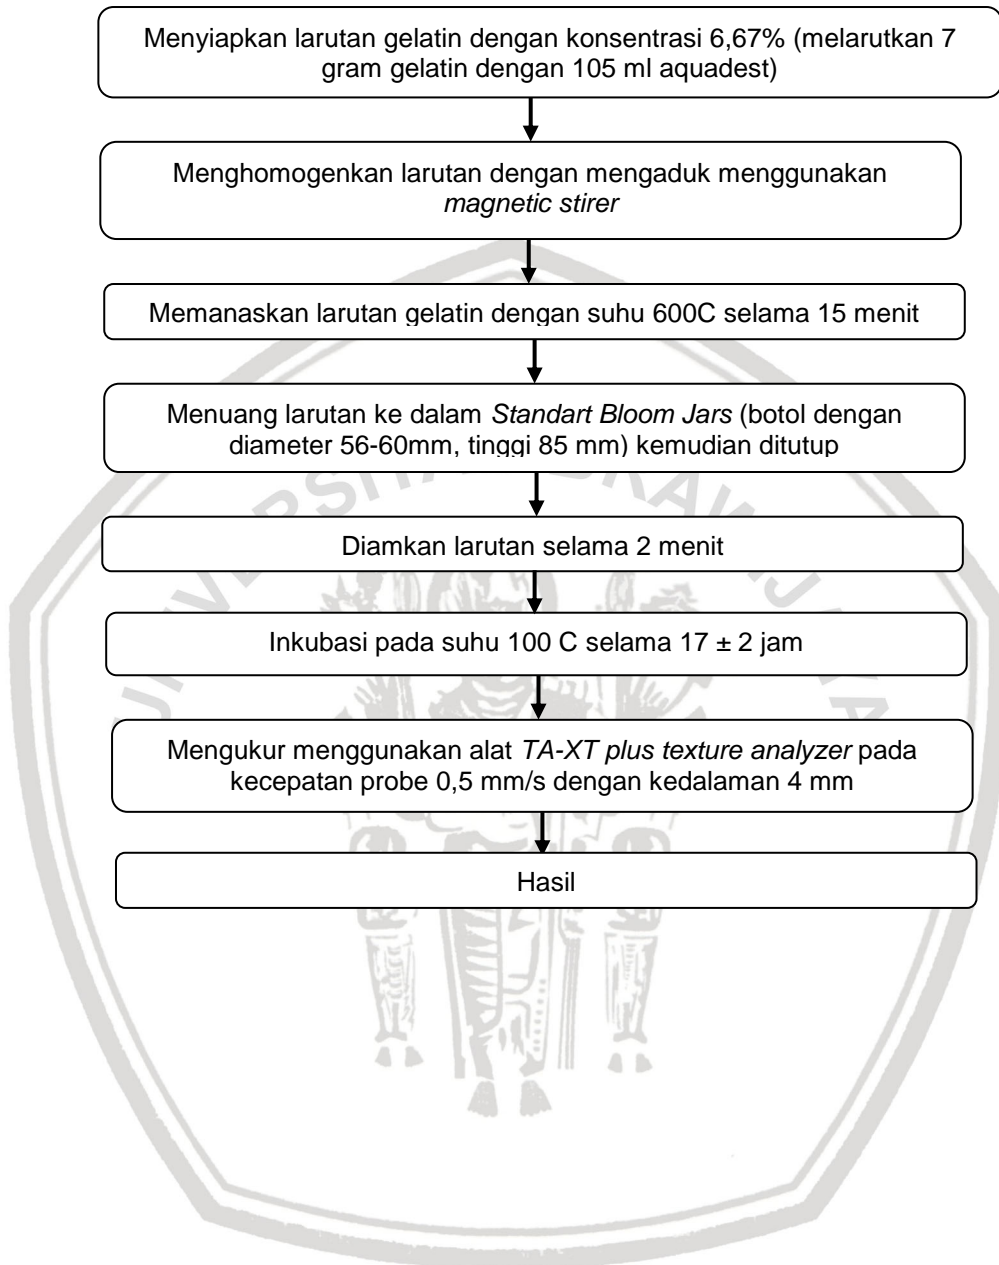 Menyiapkan larutan gelatin dengan konsentrasi 6,67% (melarutkan 7
gram gelatin dengan 105 ml aquadest)
Menghomogenkan larutan dengan mengaduk menggunakan
magnetic stirer
Memanaskan larutan gelatin dengan suhu 600C selama 15 menit
Menuang larutan ke dalam Standart Bloom Jars (botol dengan
diameter 56-60mm, tinggi 85 mm) kemudian ditutup
Diamkan larutan selama 2 menit
Inkubasi pada suhu 100 C selama 17 ± 2 jam
Mengukur menggunakan alat TA-XT plus texture analyzer pada
kecepatan probe 0,5 mm/s dengan kedalaman 4 mm
Hasil